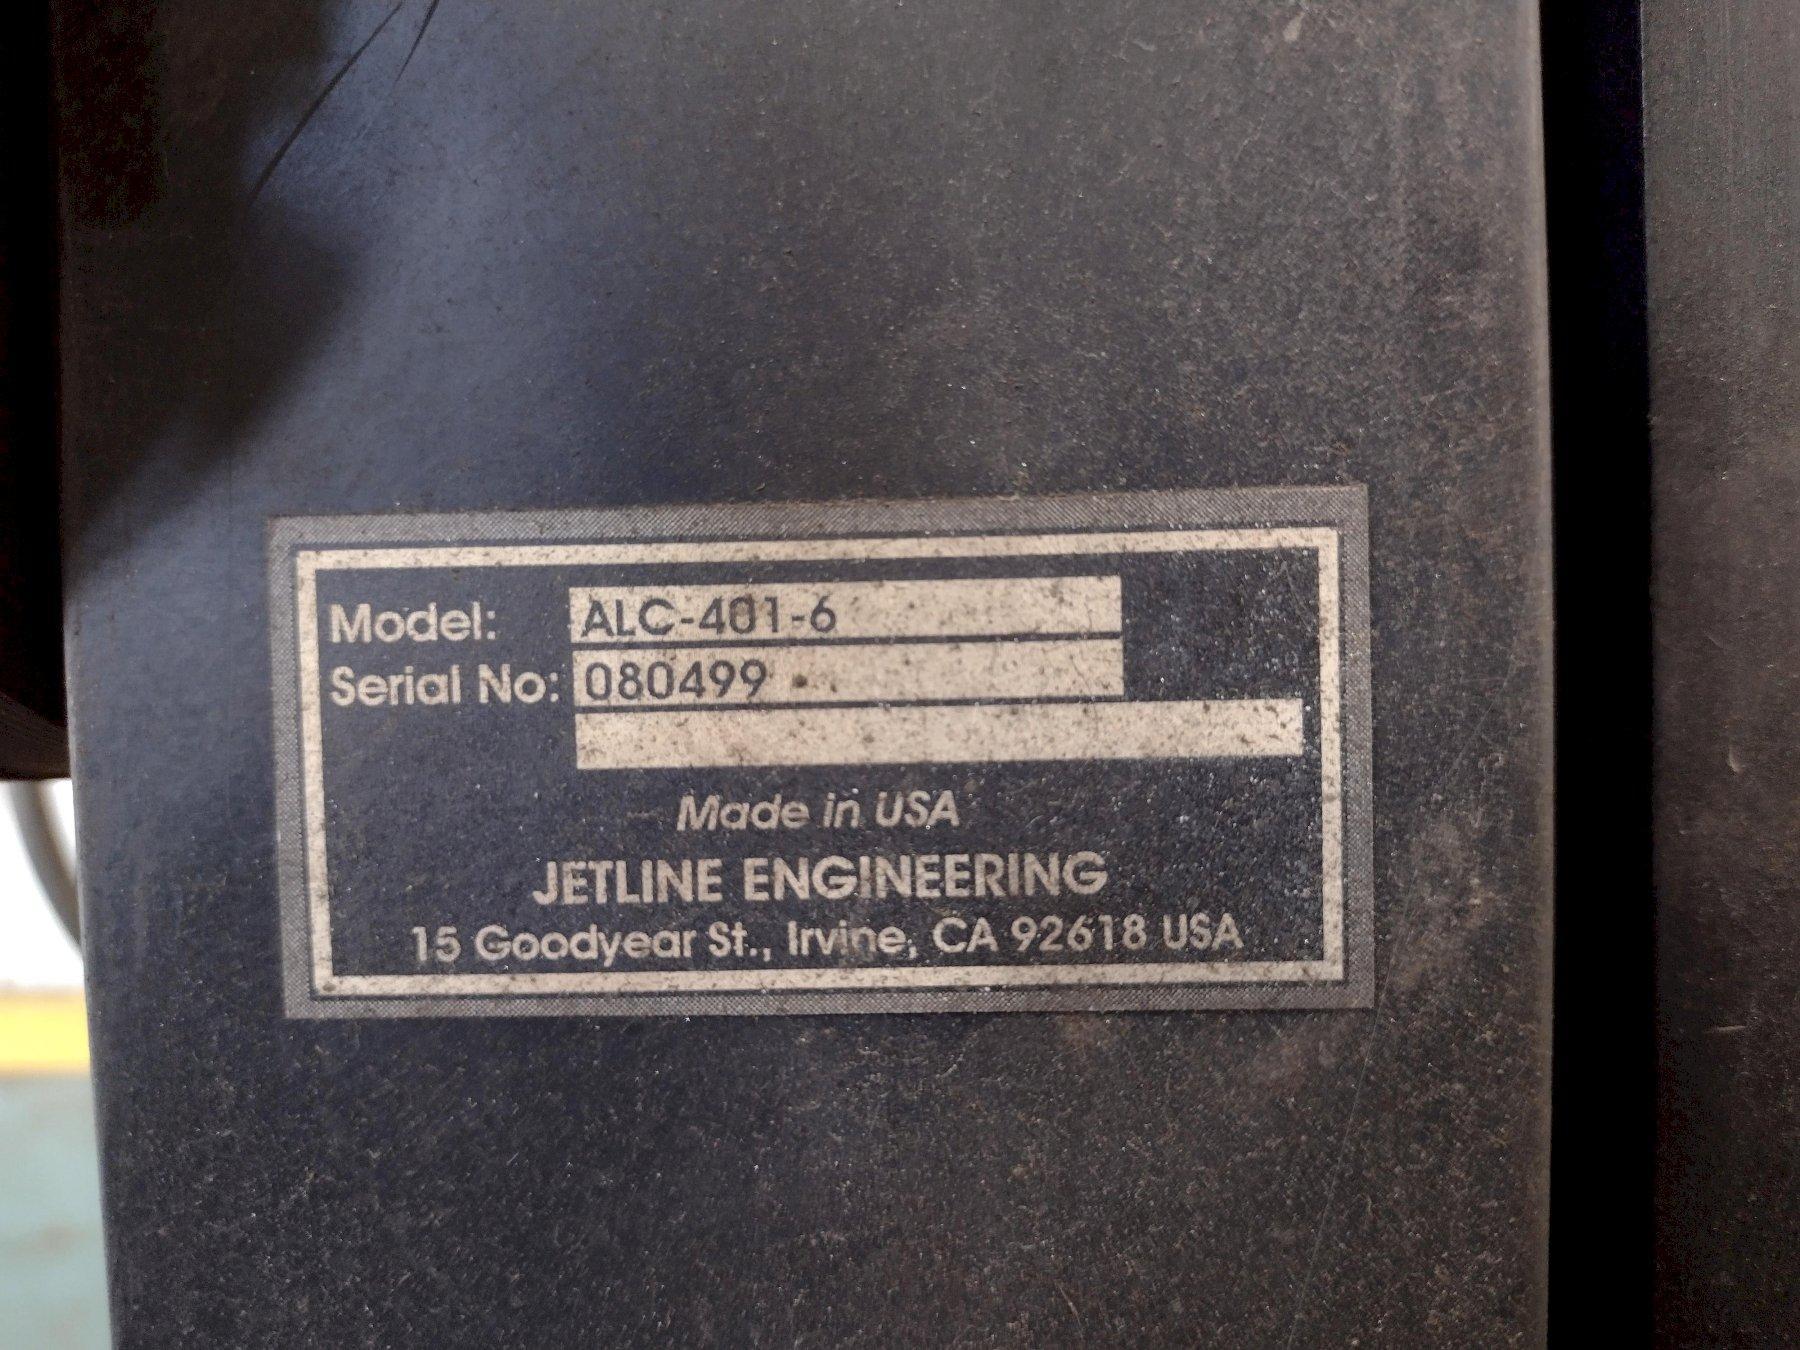 Model: ALC-401-6
Serial No: 080499
Made in USA
JETLINE ENGINEERING
15 Goodyear St., Irvine, CA 92618 USA